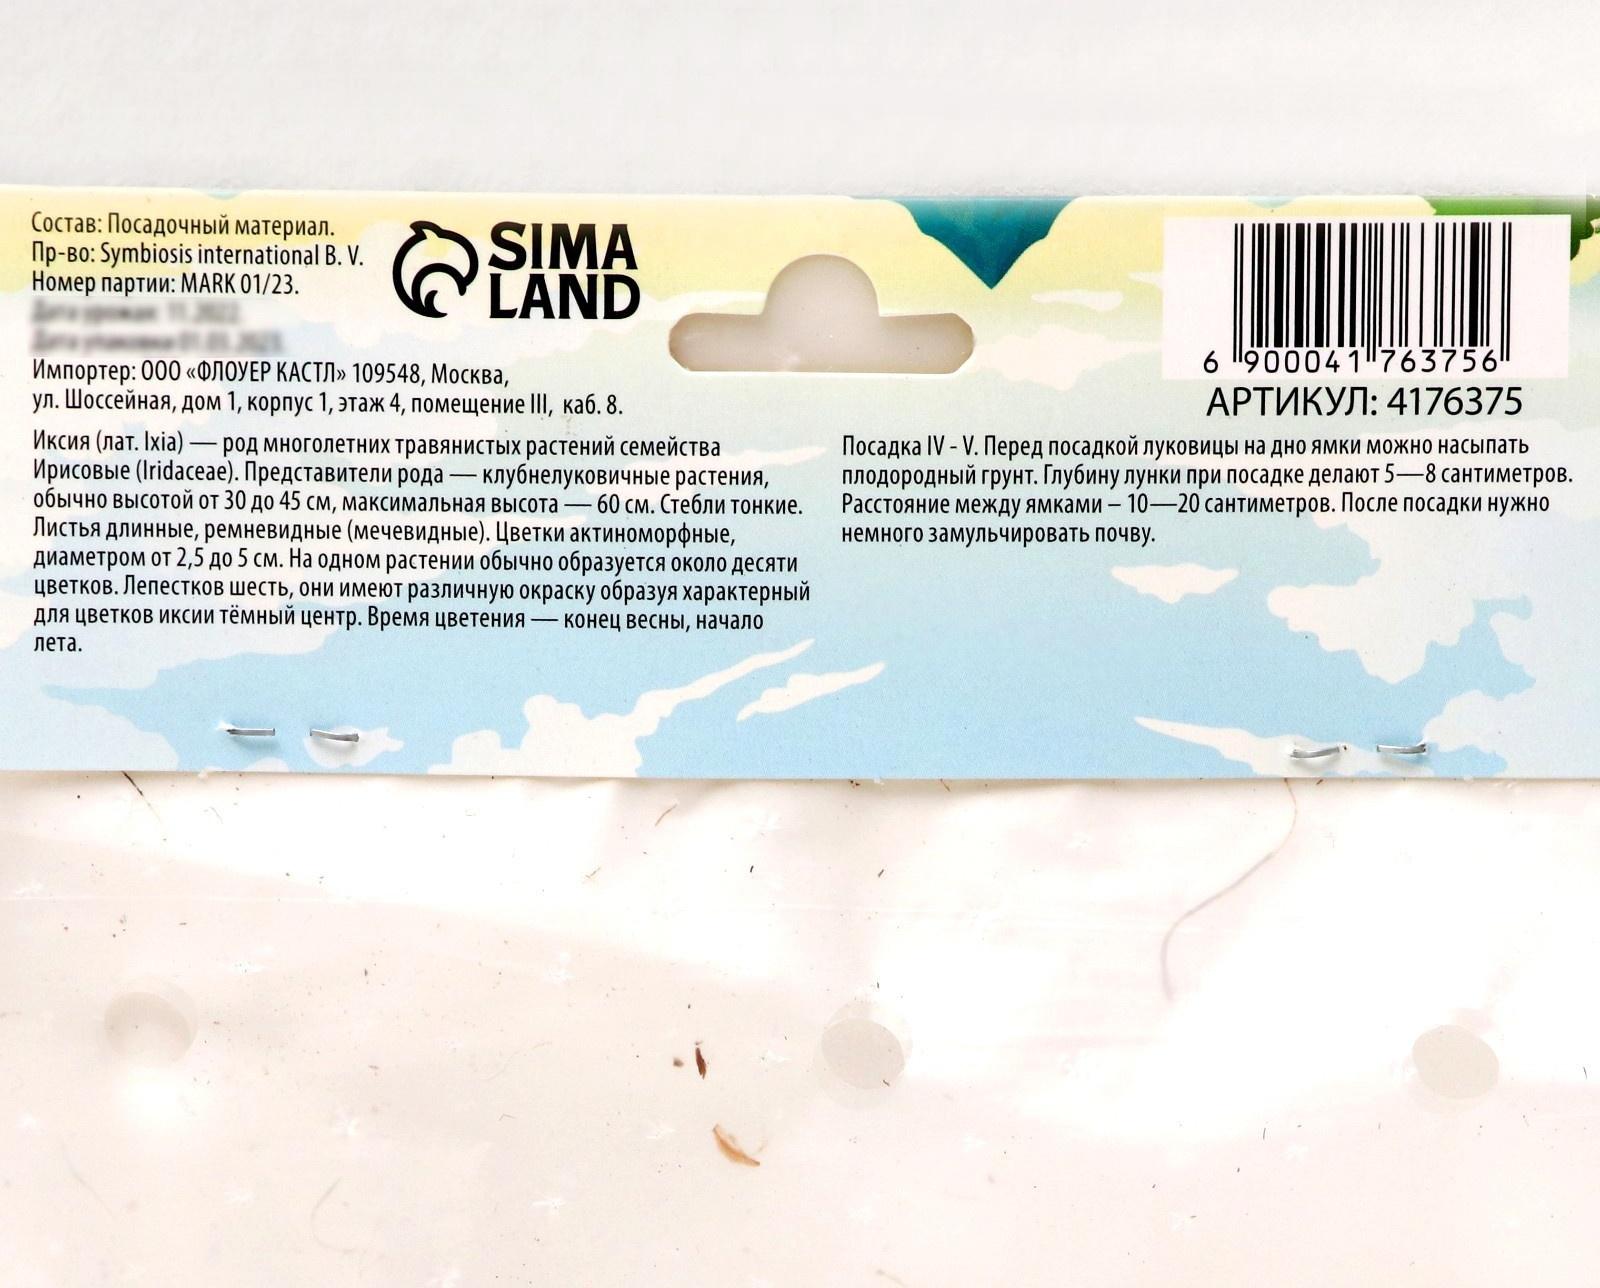 Состав: Посадочный материал.
Пр-во: Symbiosis international B. V.
Номер партии: MARK 01/23.
Импортер: ООО «ФЛОУЕР КАСТЛ» 109548, Москва,
ул. Шоссейная, дом 1, корпус 1, этаж 4, помещение III, каб. 8.
SIMA
LAND
6 900041 763756
АРТИКУЛ: 4176375
Иксия (лат. Ixia) — род многолетних травянистых растений семейства
Ирисовые (Iridaceae). Представители рода — клубнелуковичные растения,
обычно высотой от 30 до 45 см, максимальная высота — 60 см. Стебли тонкие.
Листья длинные, ремневидные (мечевидные). Цветки актиноморфные,
диаметром от 2,5 до 5 см. На одном растении обычно образуется около десяти
цветков. Лепестков шесть, они имеют различную окраску образуя характерный
для цветков иксии тёмный центр. Время цветения — конец весны, начало
лета.
Посадка IV - V. Перед посадкой луковицы на дно ямки можно насыпать
плодородный грунт. Глубину лунки при посадке делают 5—8 сантиметров.
Расстояние между ямками – 10—20 сантиметров. После посадки нужно
немного замульчировать почву.